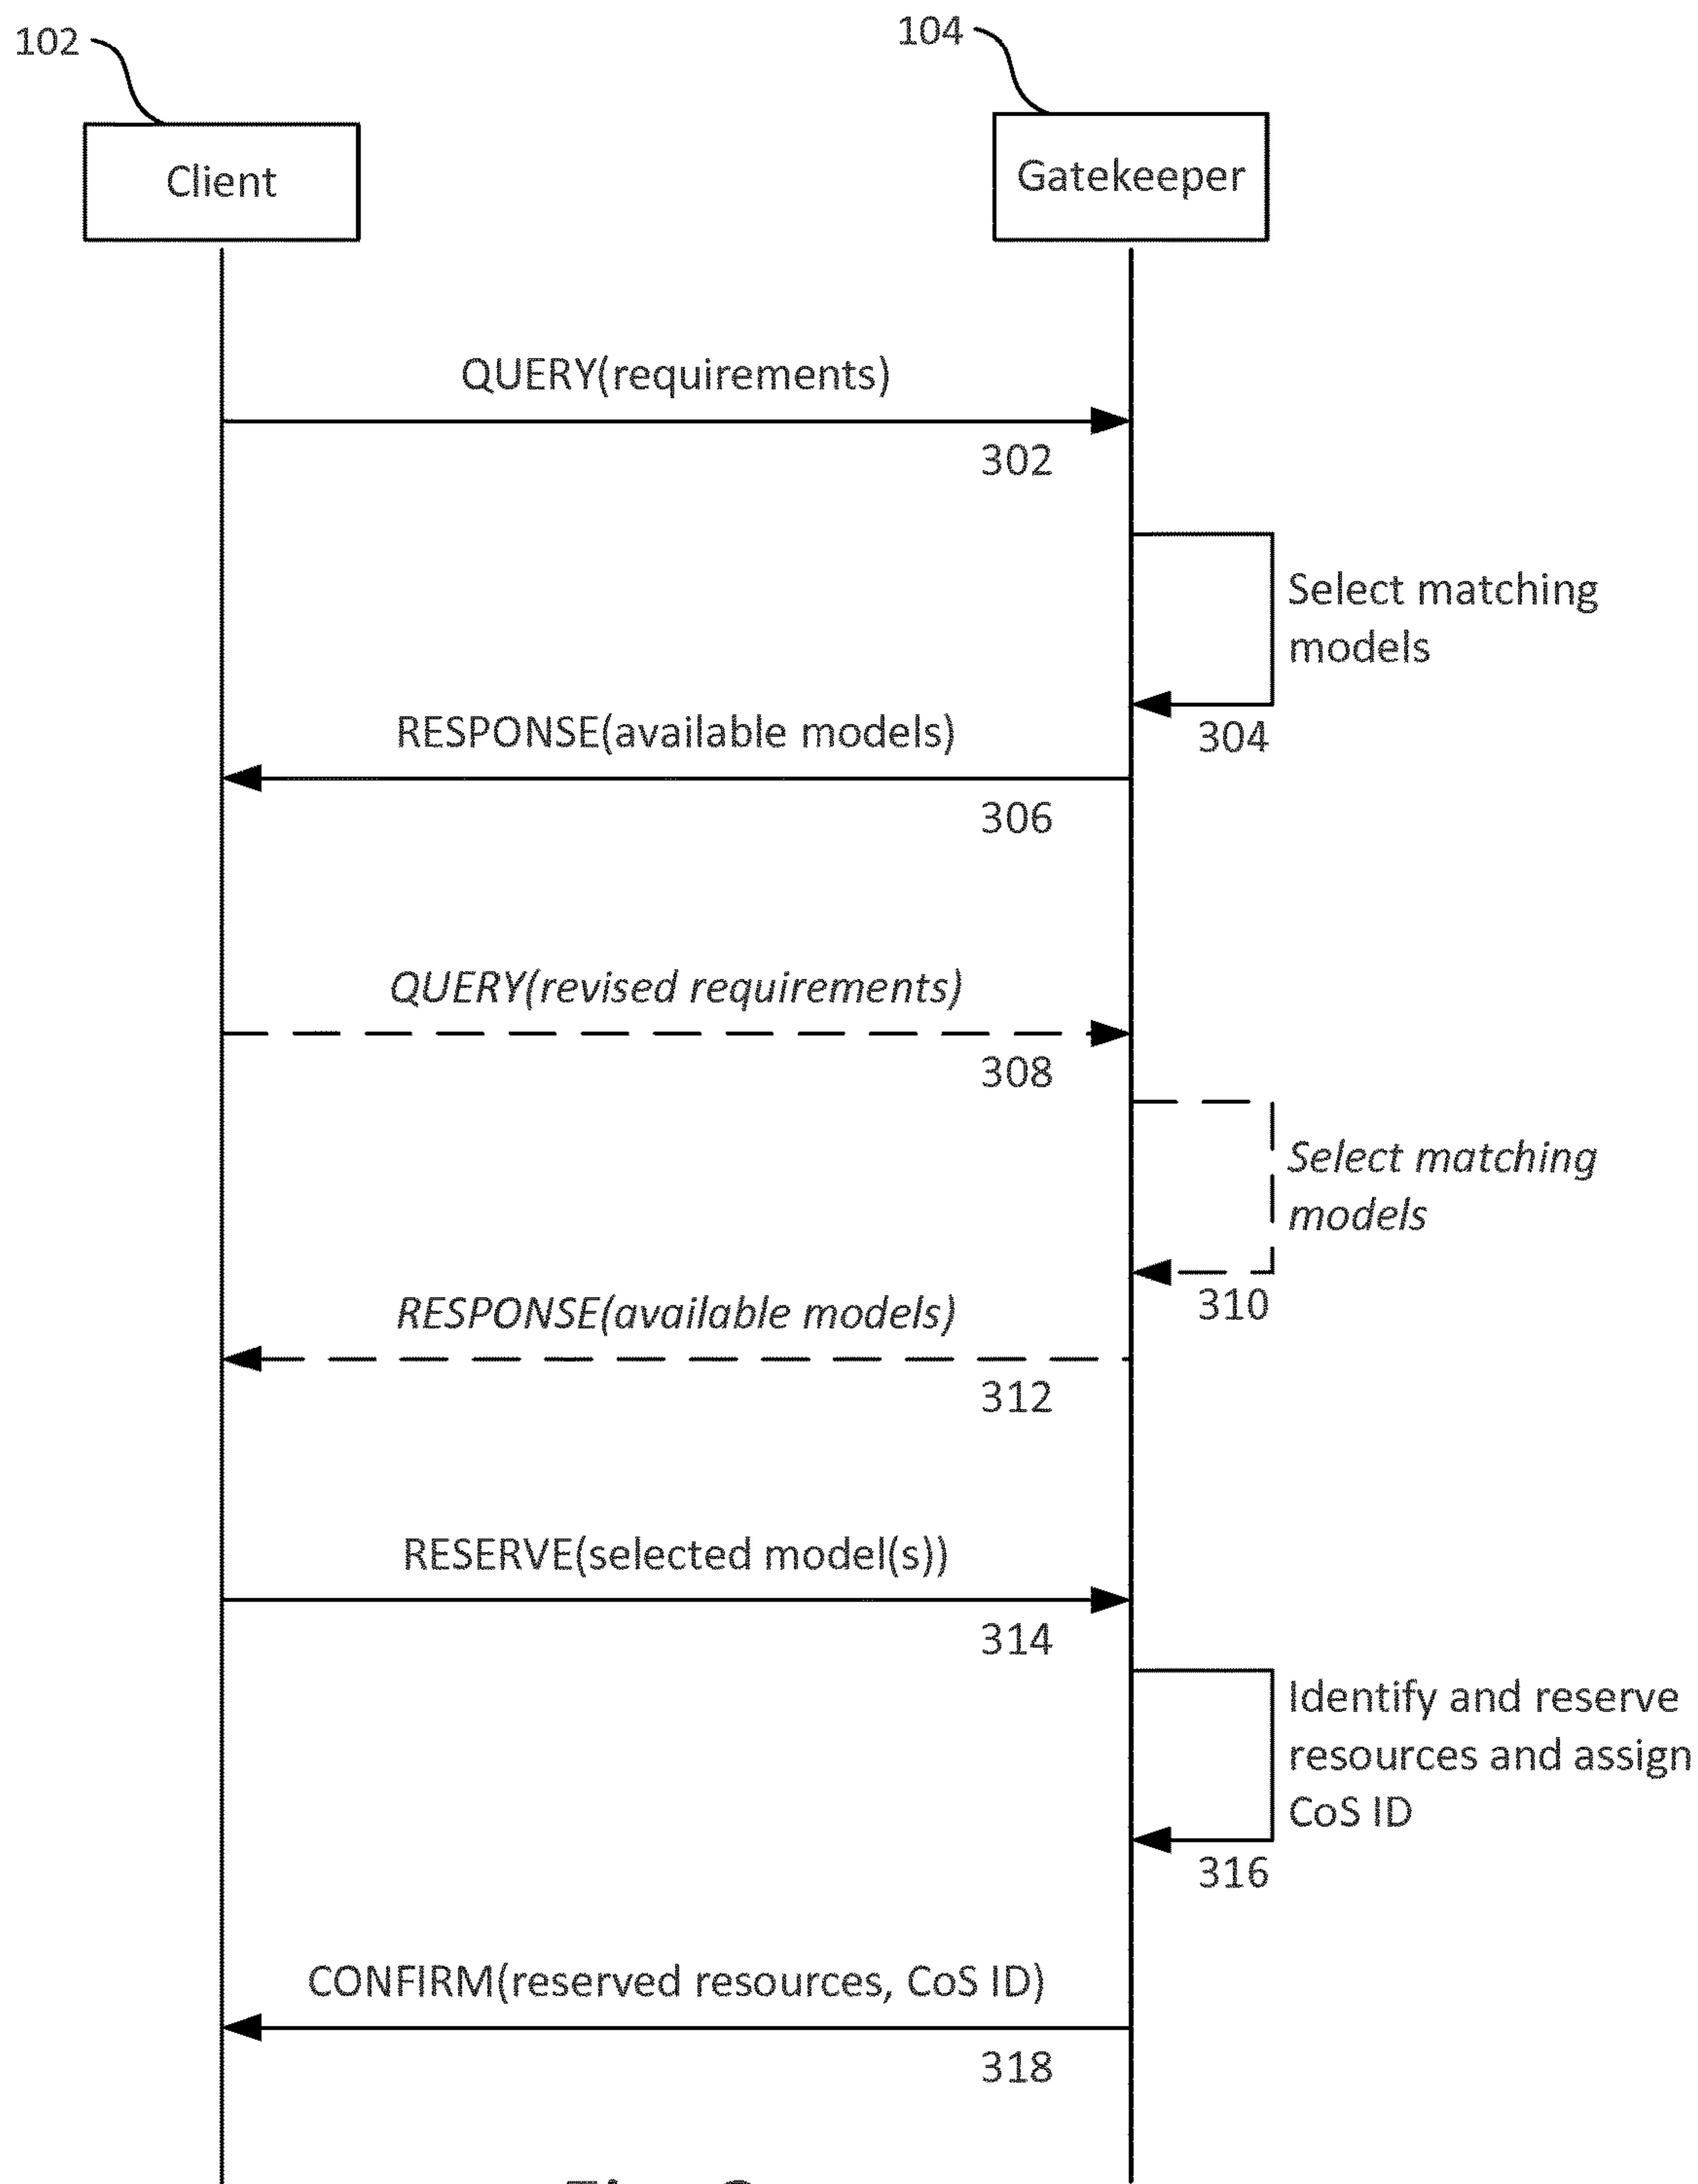 102
104
Client
Gatekeeper
QUERY(requirements)
302
Select matching
models
304
RESPONSE(available models)
306
QUERY(revised requirements)
308
Select matching
models
310
RESPONSE(available models)
312
RESERVE(selected model(s))
314
Identify and reserve
resources and assign
CoS ID
316
CONFIRM(reserved resources, CoS ID)
318